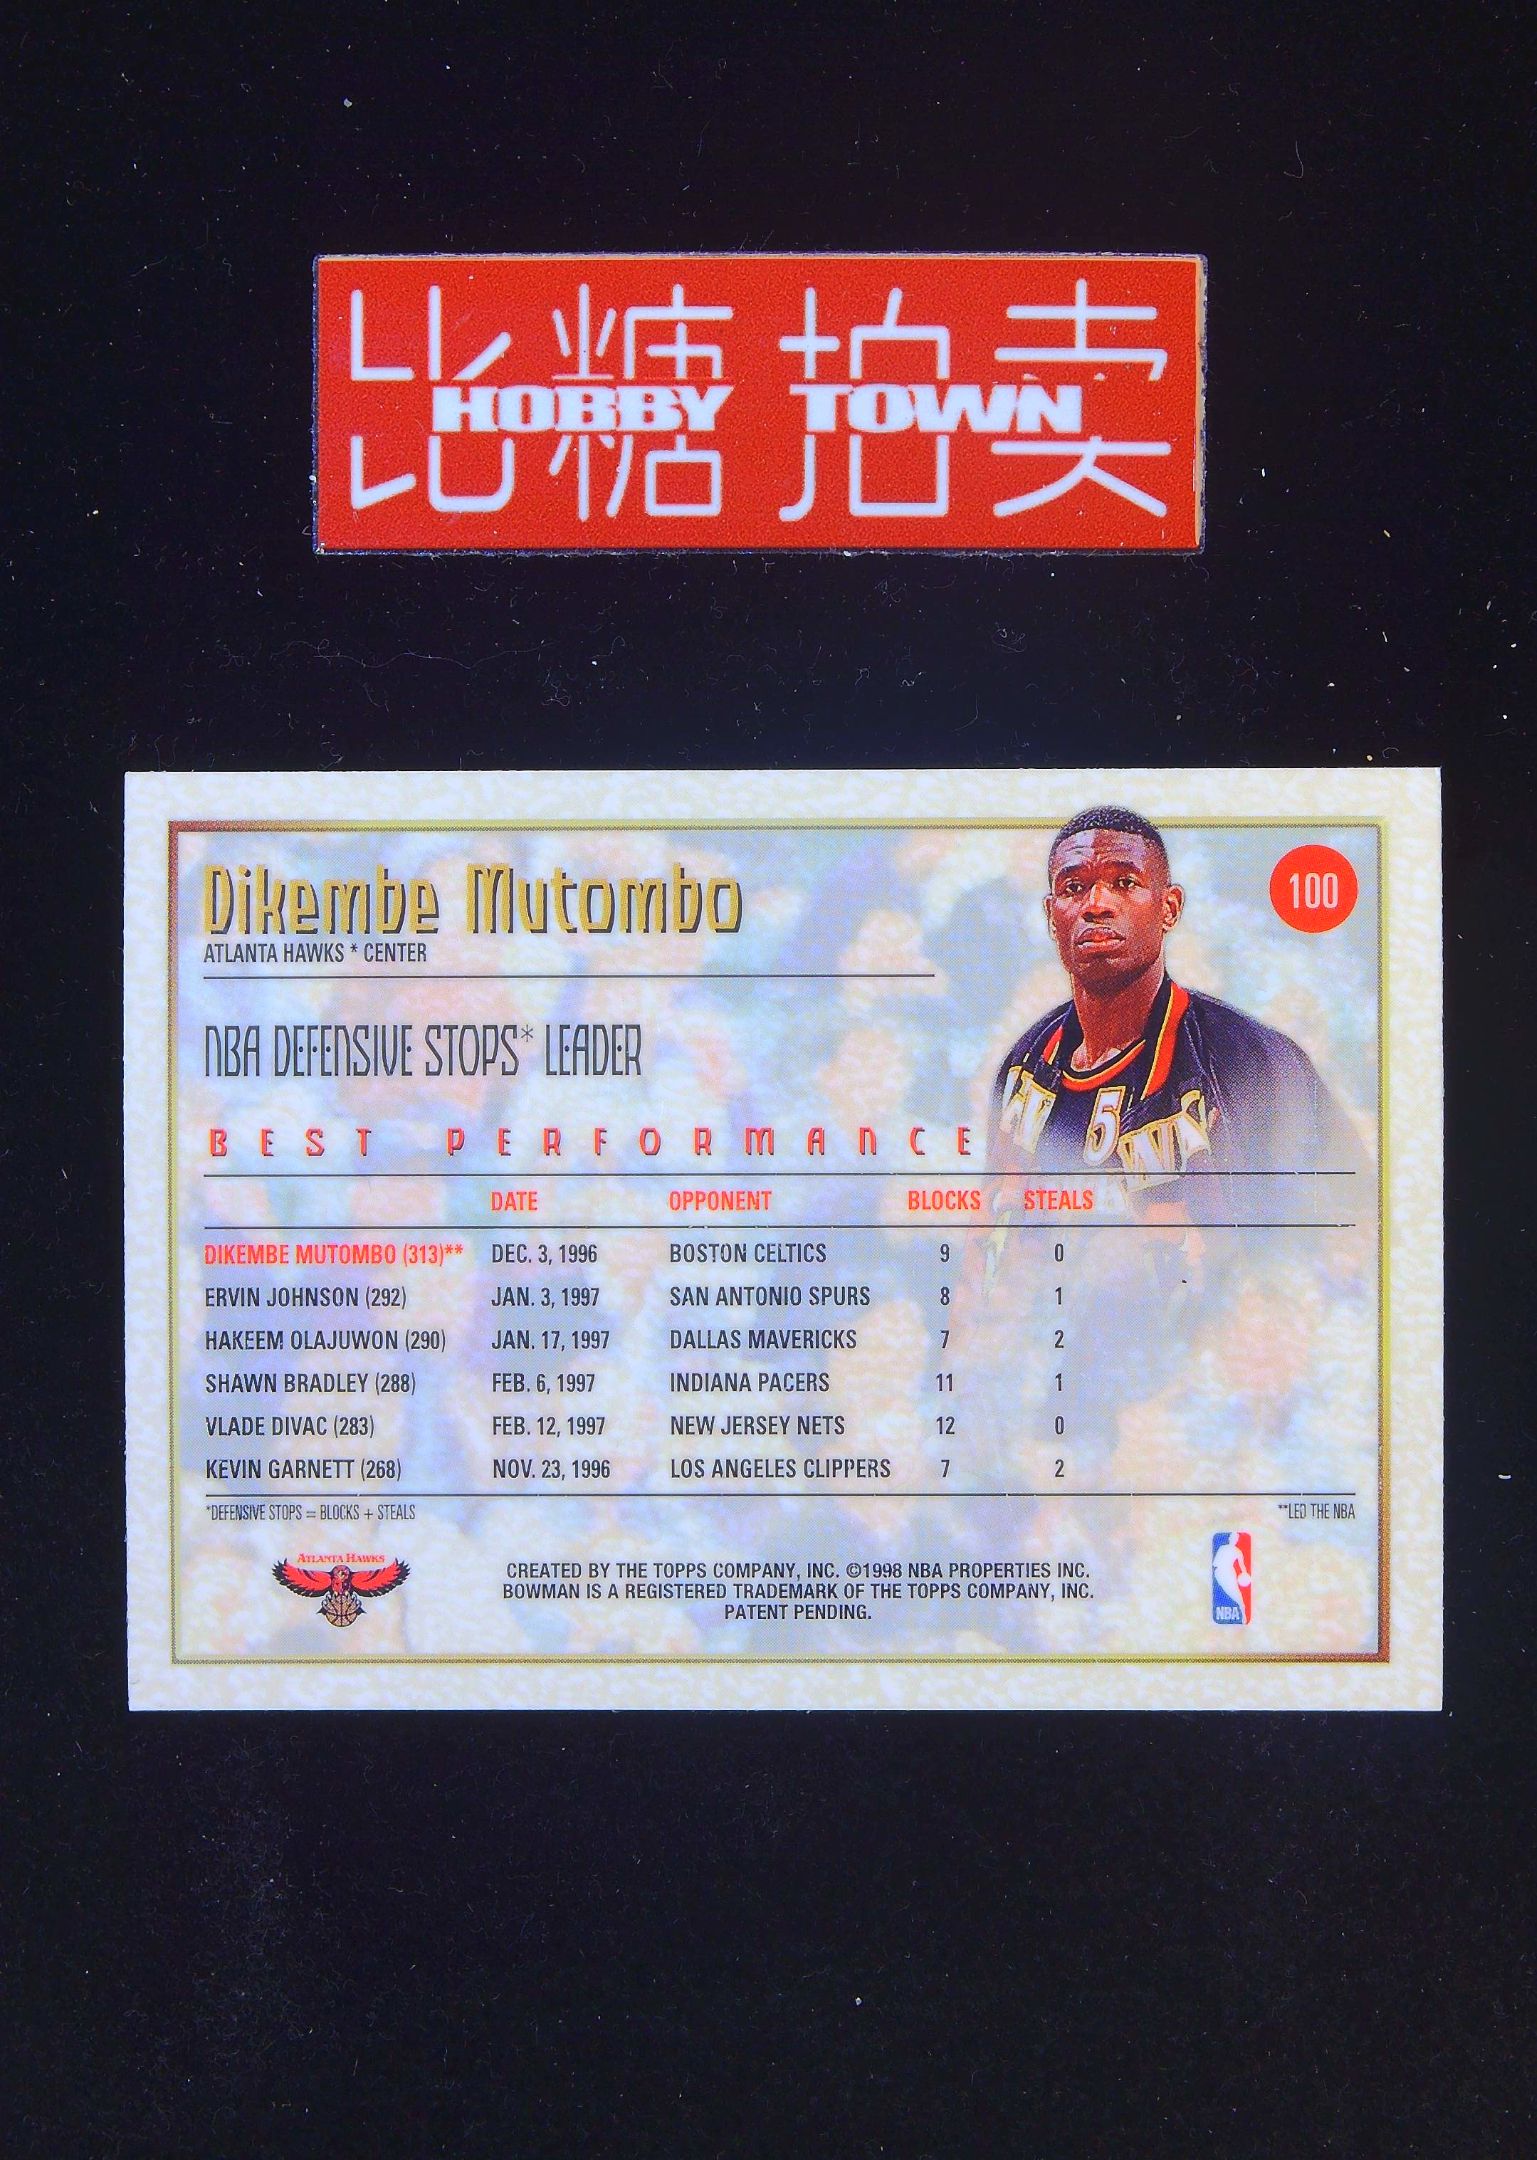 比糖 拍卖
HOBBY TOWN
Dikembe Mutombo
100
ATLANTA HAWKS * CENTER
NBA DEFENSIVE STOPS* LEADER
BEST PERFORMANCE
5
DATE OPPONENT BLOCKS STEALS
DIKEMBE MUTOMBO (313)** DEC. 3, 1996 BOSTON CELTICS 9 0
ERVIN JOHNSON (292) JAN. 3, 1997 SAN ANTONIO SPURS 8 1
HAKEEM OLAJUWON (290) JAN. 17, 1997 DALLAS MAVERICKS 7 2
SHAWN BRADLEY (288) FEB. 6, 1997 INDIANA PACERS 11 1
VLADE DIVAC (283) FEB. 12, 1997 NEW JERSEY NETS 12 0
KEVIN GARNETT (268) NOV. 23, 1996 LOS ANGELES CLIPPERS 7 2
*DEFENSIVE STOPS = BLOCKS + STEALS **LED THE NBA
ATLANTA HAWKS
CREATED BY THE TOPPS COMPANY, INC. ©1998 NBA PROPERTIES INC.
BOWMAN IS A REGISTERED TRADEMARK OF THE TOPPS COMPANY, INC.
PATENT PENDING.
NBA